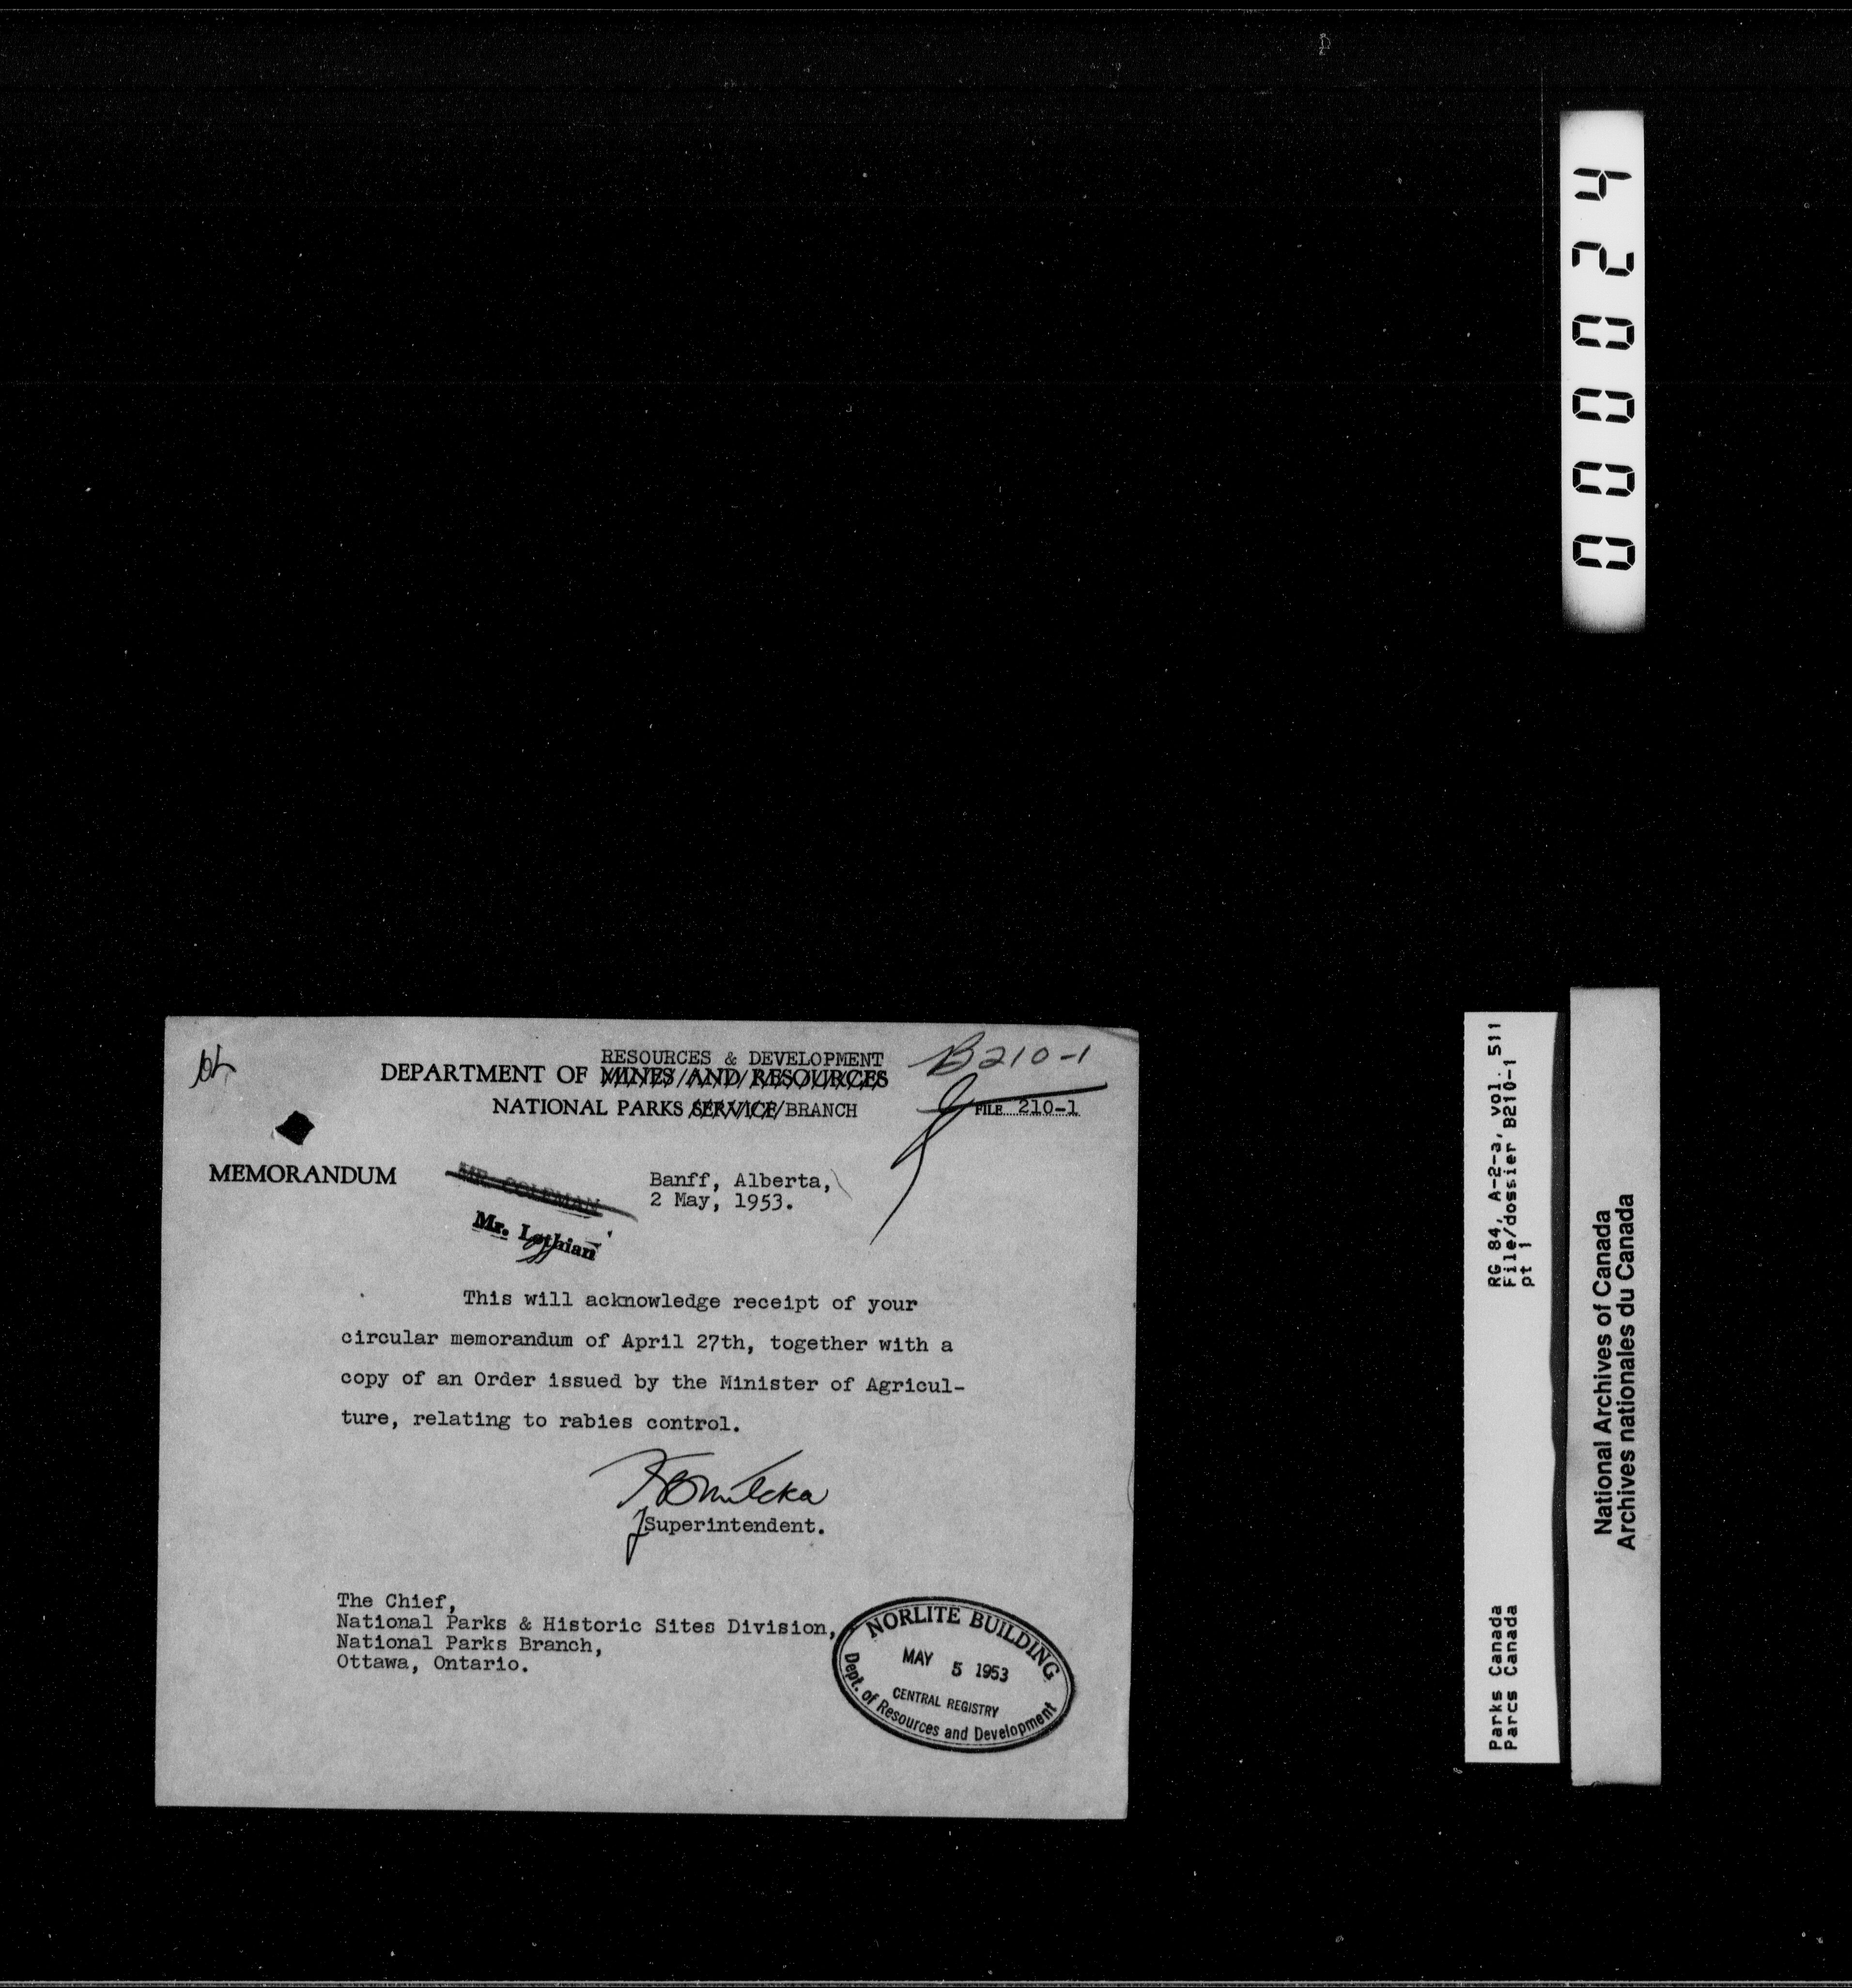 RESOURCES & DEVELOPMENT
DEPARTMENT OF MINES AND RESOURCES
NATIONAL PARKS SERVICE BRANCH
B210-1
FILE 210-1
MEMORANDUM
MR. COLEMAN
Mr. Lothian
Banff, Alberta,
2 May, 1953.
This will acknowledge receipt of your
circular memorandum of April 27th, together with a
copy of an Order issued by the Minister of Agricul-
ture, relating to rabies control.
Superintendent.
The Chief,
National Parks & Historic Sites Division,
National Parks Branch,
Ottawa, Ontario.
NORLITE BUILDING
MAY 5 1953
CENTRAL REGISTRY
Dept. of Resources and Development
000024
RG 84, A-2-a, vol. 511
File/dossier B210-1
pt 1
Parks Canada
Parcs Canada
National Archives of Canada
Archives nationales du Canada